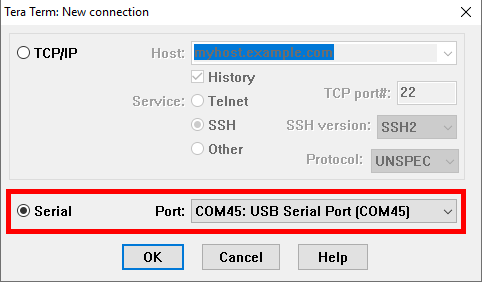 Tera Term: New connection
TCP/IP Host: myhost.example.com
History
Service: Telnet TCP port#: 22
SSH SSH version: SSH2
Other Protocol: UNSPEC
Serial Port: COM45: USB Serial Port (COM45)
OK Cancel Help